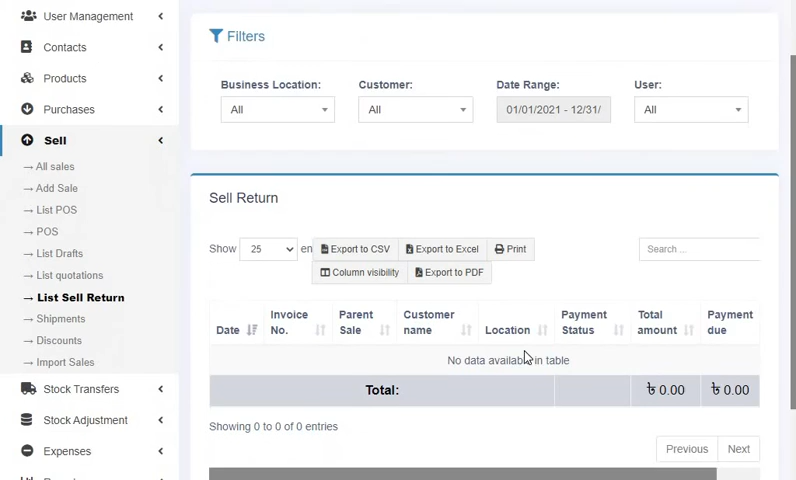 User Management
Contacts
Products
Purchases
Sell
→ All sales
→ Add Sale
→ List POS
→ POS
→ List Drafts
→ List quotations
→ List Sell Return
→ Shipments
→ Discounts
→ Import Sales
Stock Transfers
Stock Adjustment
Expenses
Filters
Business Location: Customer: Date Range: User:
All All 01/01/2021 - 12/31/ All
Sell Return
Show 25 en Export to CSV Export to Excel Print Search ...
Column visibility Export to PDF
Date Invoice No. Parent Sale Customer name Location Payment Status Total amount Payment due
No data available in table
Total: ৳ 0.00 ৳ 0.00
Showing 0 to 0 of 0 entries
Previous Next